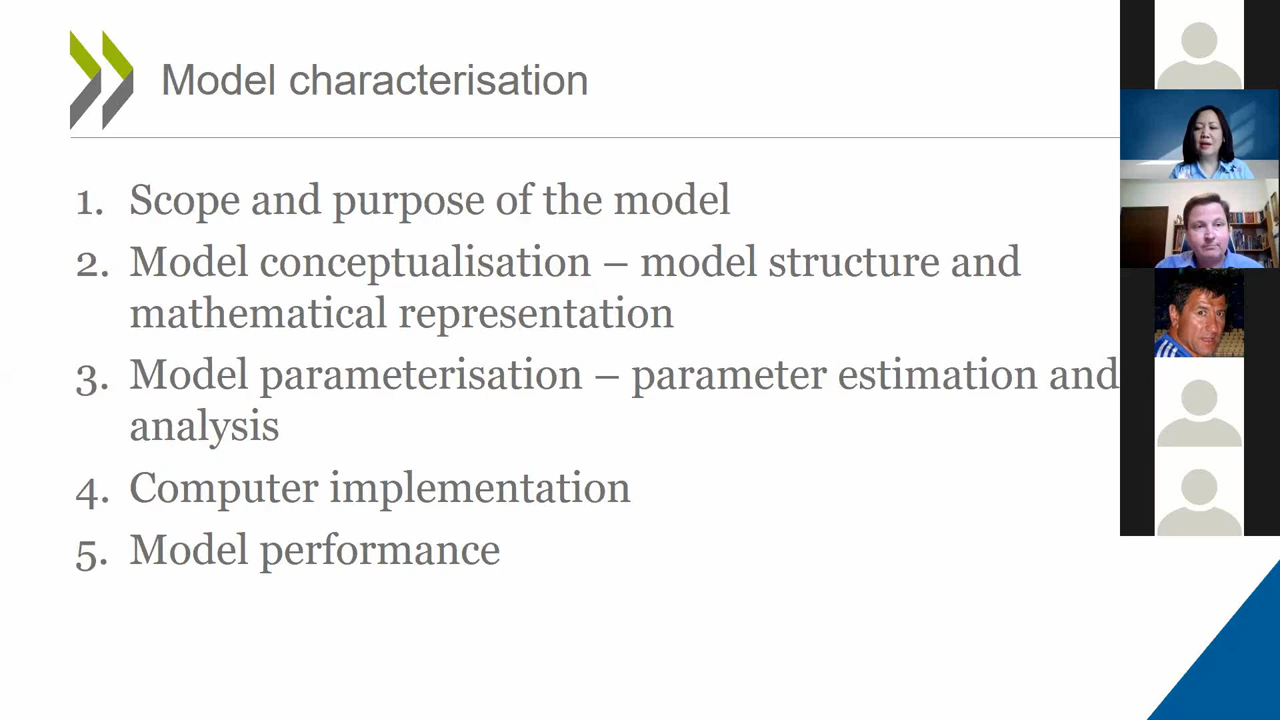 Model characterisation
1. Scope and purpose of the model
2. Model conceptualisation – model structure and
mathematical representation
3. Model parameterisation – parameter estimation and
analysis
4. Computer implementation
5. Model performance